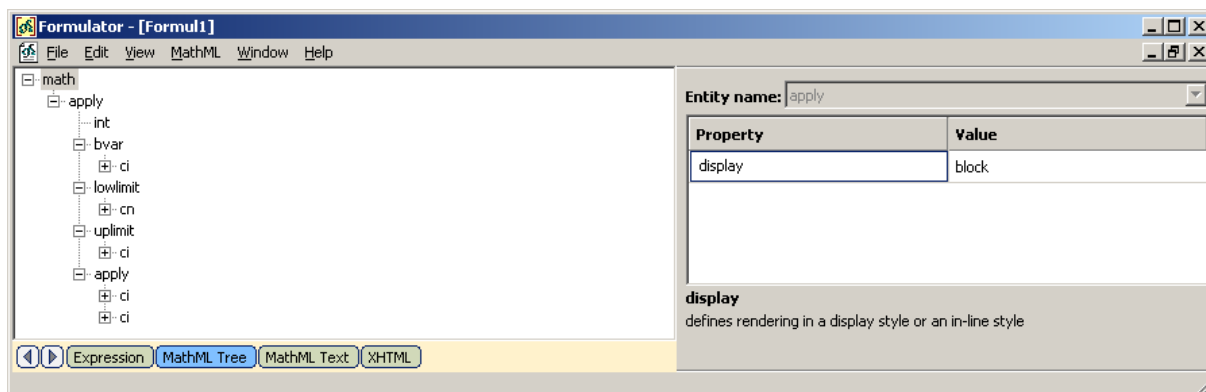 Formulator - [Formul1]
File Edit View MathML Window Help
math
apply
int
bvar
ci
lowlimit
cn
uplimit
ci
apply
ci
ci
Expression MathML Tree MathML Text XHTML
Entity name: apply
Property Value
display block
display
defines rendering in a display style or an in-line style